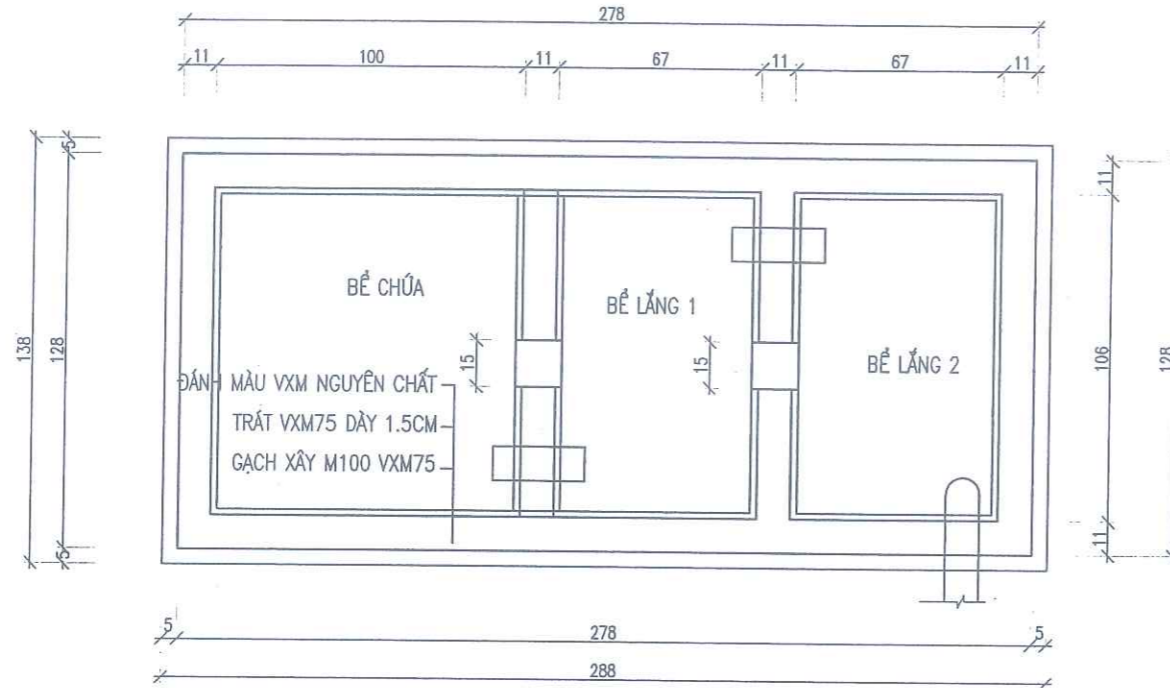 278
11 100 11 67 11 67 11
5
11
BỂ CHỨA
BỂ LẮNG 1
BỂ LẮNG 2
138
128
15
15
106
128
ĐÁNH MÀU VXM NGUYÊN CHẤT
TRÁT VXM75 DÀY 1.5CM
GẠCH XÂY M100 VXM75
5
11
5 278 5
288